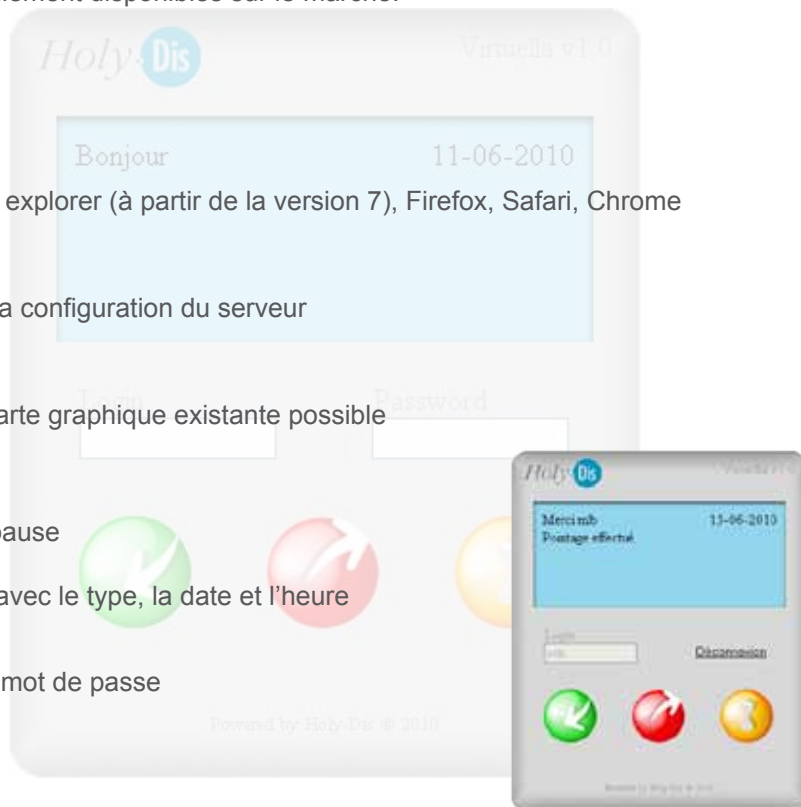 ement disponibles sur le marché.
Holy-Dis Virtuella v1.0
Bonjour 11-06-2010
explorer (à partir de la version 7), Firefox, Safari, Chrome
a configuration du serveur
Login Password
arte graphique existante possible
pause
avec le type, la date et l’heure
mot de passe
Powered by Holy-Dis © 2010
Holy-Dis
Merci mb 13-06-2010
Pointage effectué
Login
Déconnexion